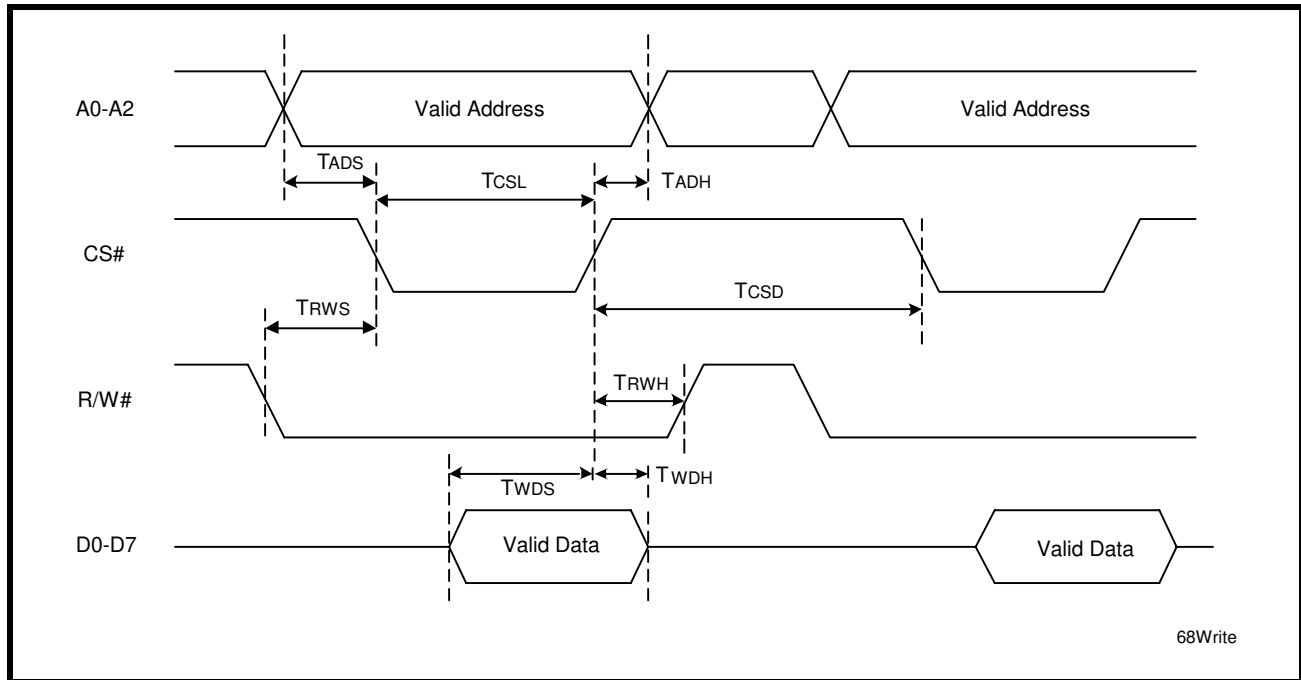 A0-A2
Valid Address
Valid Address
TADS
TCSL
TADH
CS#
TCSD
TRWS
R/W#
TRWH
TWDS
TWDH
D0-D7
Valid Data
Valid Data
68Write